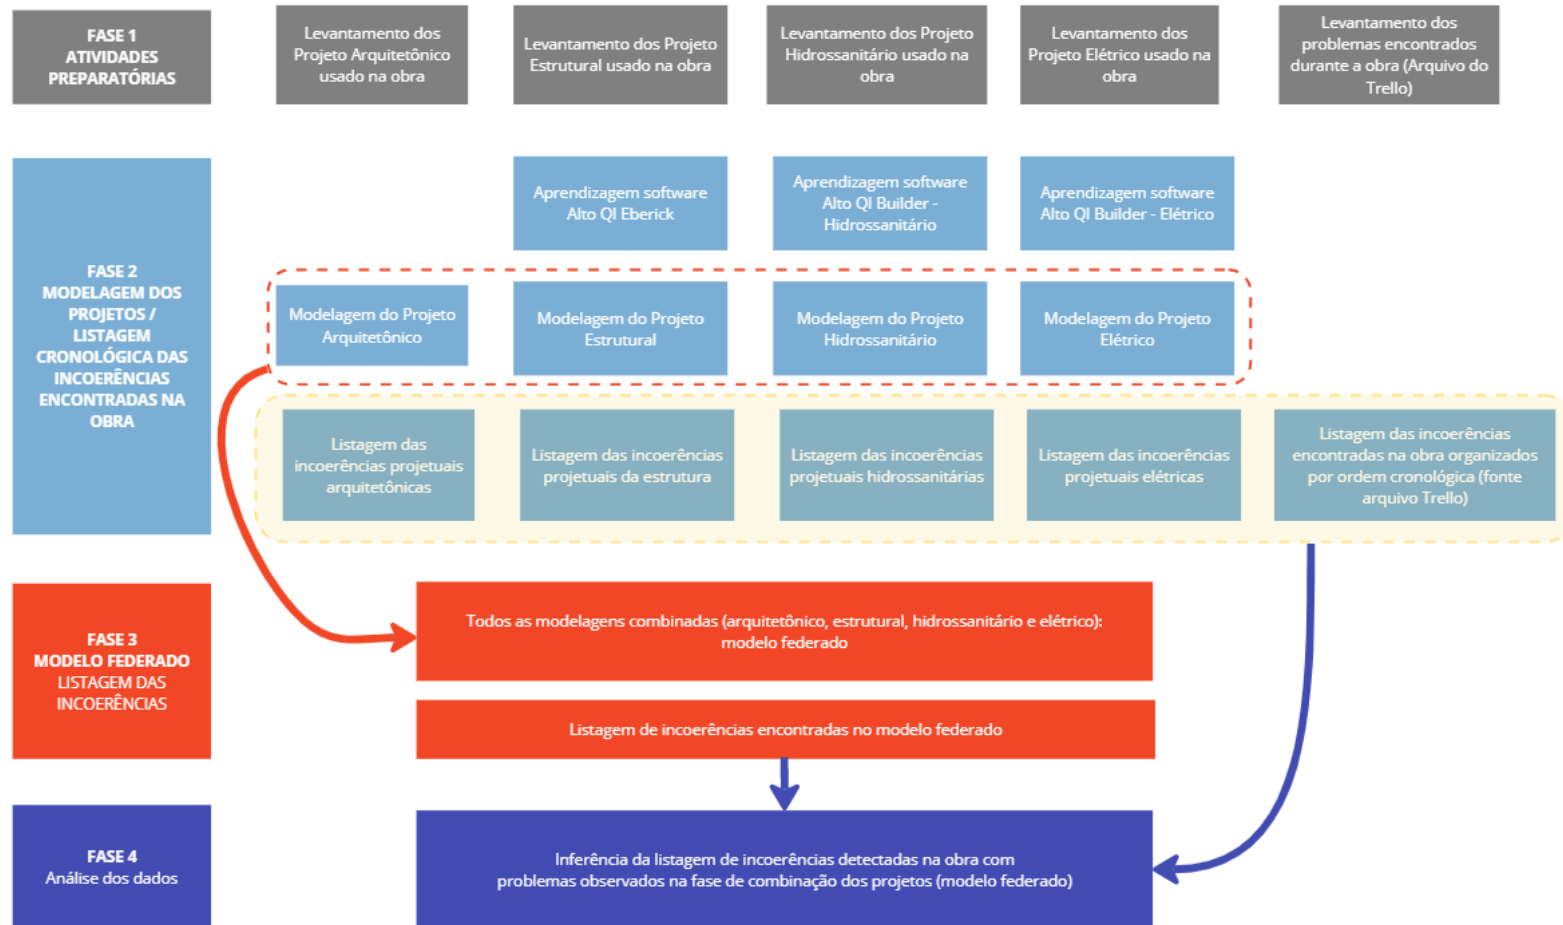 FASE 1
ATIVIDADES
PREPARATÓRIAS
Levantamento dos
Projeto Arquitetônico
usado na obra
Levantamento dos Projeto
Estrutural usado na obra
Levantamento dos Projeto
Hidrossanitário usado na
obra
Levantamento dos
Projeto Elétrico usado na
obra
Levantamento dos
problemas encontrados
durante a obra (Arquivo do
Trello)
FASE 2
MODELAGEM DOS
PROJETOS /
LISTAGEM
CRONOLÓGICA DAS
INCOERÊNCIAS
ENCONTRADAS NA
OBRA
Aprendizagem software
Alto QI Eberick
Aprendizagem software
Alto QI Builder -
Hidrossanitário
Aprendizagem software
Alto QI Builder - Elétrico
Modelagem do Projeto
Arquitetônico
Modelagem do Projeto
Estrutural
Modelagem do Projeto
Hidrossanitário
Modelagem do Projeto
Elétrico
Listagem das
incoerências projetuais
arquitetônicas
Listagem das incoerências
projetuais da estrutura
Listagem das incoerências
projetuais hidrossanitárias
Listagem das incoerências
projetuais elétricas
Listagem das incoerências
encontradas na obra organizados
por ordem cronológica (fonte
arquivo Trello)
FASE 3
MODELO FEDERADO
LISTAGEM DAS
INCOERÊNCIAS
Todos as modelagens combinadas (arquitetônico, estrutural, hidrossanitário e elétrico):
modelo federado
Listagem de incoerências encontradas no modelo federado
FASE 4
Análise dos dados
Inferência da listagem de incoerências detectadas na obra com
problemas observados na fase de combinação dos projetos (modelo federado)